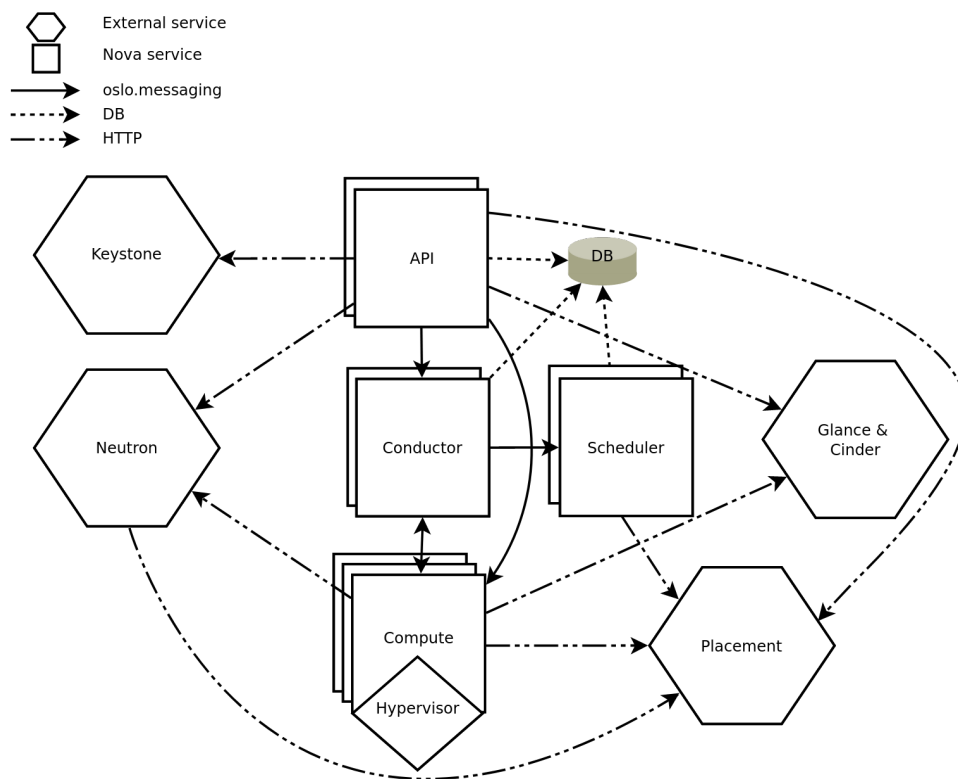 External service
Nova service
oslo.messaging
DB
HTTP
Keystone
API
DB
Neutron
Conductor
Scheduler
Glance &
Cinder
Compute
Placement
Hypervisor